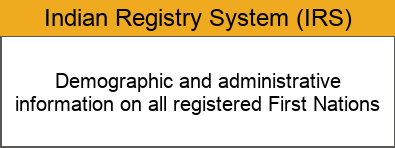 Indian Registry System (IRS)
Demographic and administrative
information on all registered First Nations